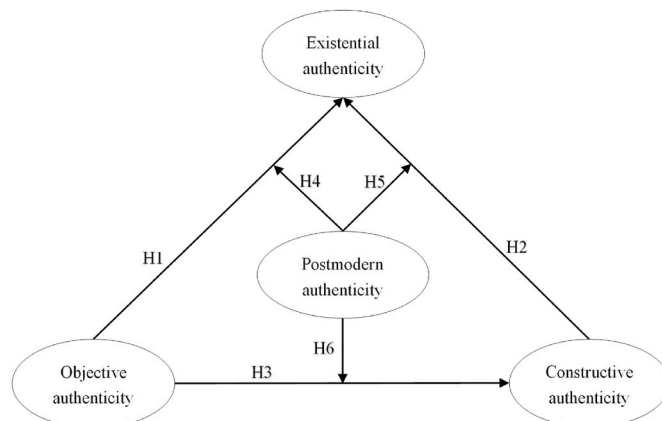 Existential
authenticity
H4
H5
H1
H2
Postmodern
authenticity
H6
H3
Objective
authenticity
Constructive
authenticity